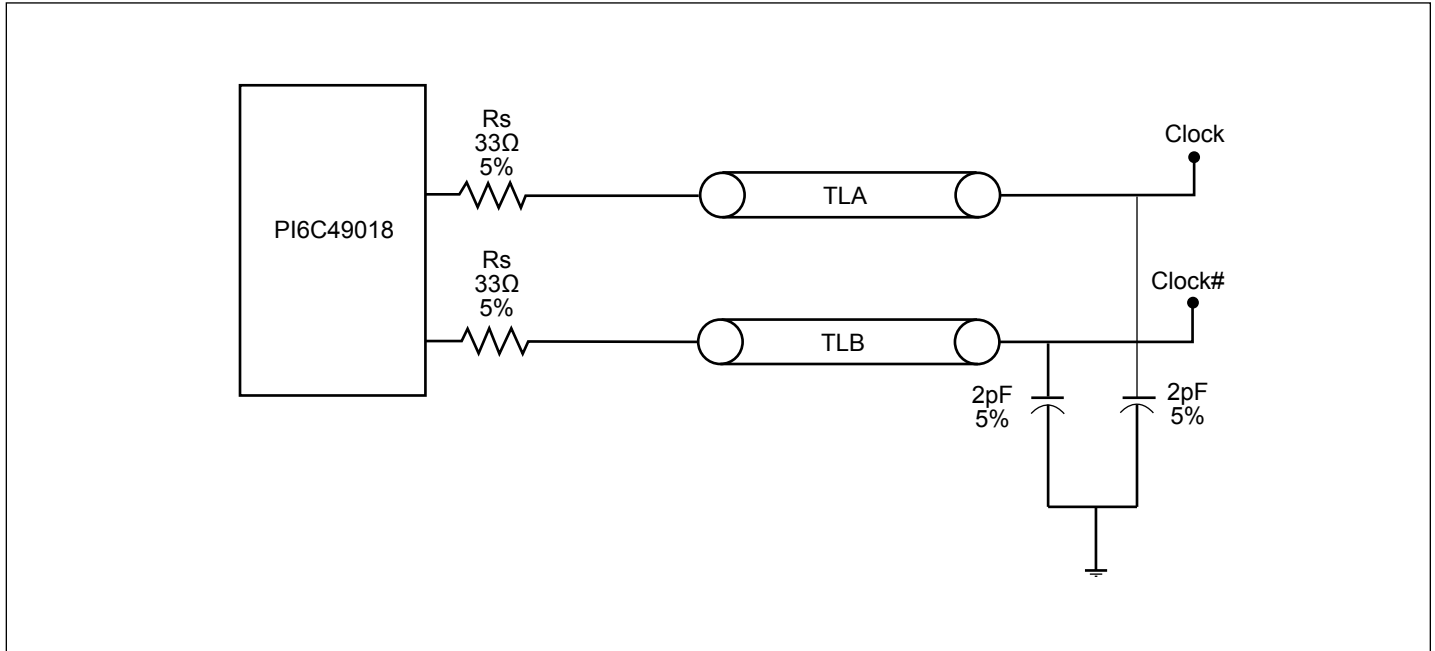 Rs
33Ω
5%
Clock
TLA
PI6C49018
Rs
33Ω
5%
Clock#
TLB
2pF
5%
2pF
5%